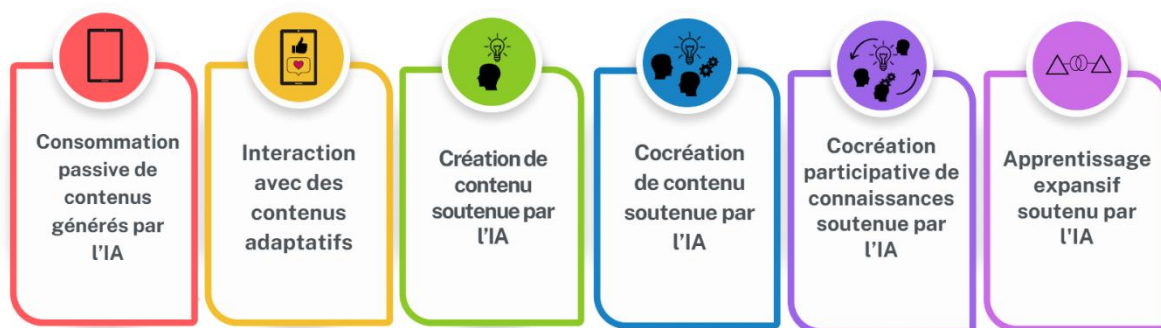 Consommation
passive de
contenus
générés par
l’IA
Interaction
avec des
contenus
adaptatifs
Création de
contenu
soutenue par
l’IA
Cocréation
de contenu
soutenue par
l’IA
Cocréation
participative de
connaissances
soutenue par
l’IA
Apprentissage
expansif
soutenu par
l'IA